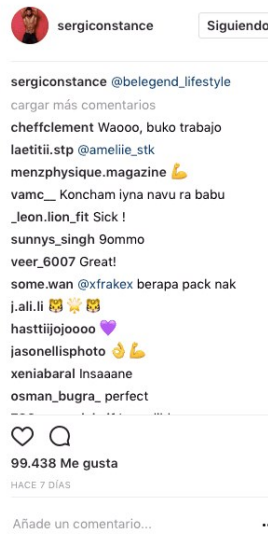 sergiconstance
Siguiendo
sergiconstance @belegend_lifestyle
cargar más comentarios
cheffclement Waooo, buko trabajo
laetitii.stp @ameliie_stk
menzphysique.magazine 💪
vamc__ Koncham iyna navu ra babu
_leon.lion_fit Sick !
sunnys_singh 9ommo
veer_6007 Great!
some.wan @xfrakex berapa pack nak
j.ali.li 🐯🌟🐯
hasttiijojoooo 💜
jasonellisphoto 👌💪
xeniabaral Insaaane
osman_bugra_ perfect
99.438 Me gusta
HACE 7 DÍAS
Añade un comentario...